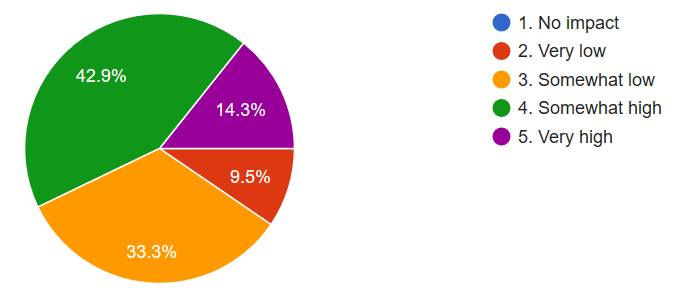 42.9%
14.3%
9.5%
33.3%
1. No impact
2. Very low
3. Somewhat low
4. Somewhat high
5. Very high